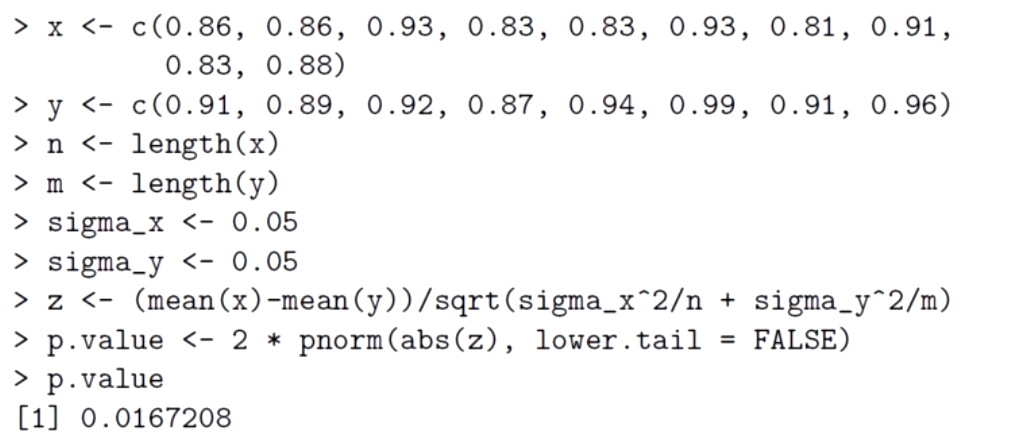 > x <- c(0.86, 0.86, 0.93, 0.83, 0.83, 0.93, 0.81, 0.91,
0.83, 0.88)
> y <- c(0.91, 0.89, 0.92, 0.87, 0.94, 0.99, 0.91, 0.96)
> n <- length(x)
> m <- length(y)
> sigma_x <- 0.05
> sigma_y <- 0.05
> z <- (mean(x)-mean(y))/sqrt(sigma_x^2/n + sigma_y^2/m)
> p.value <- 2 * pnorm(abs(z), lower.tail = FALSE)
> p.value
[1] 0.0167208